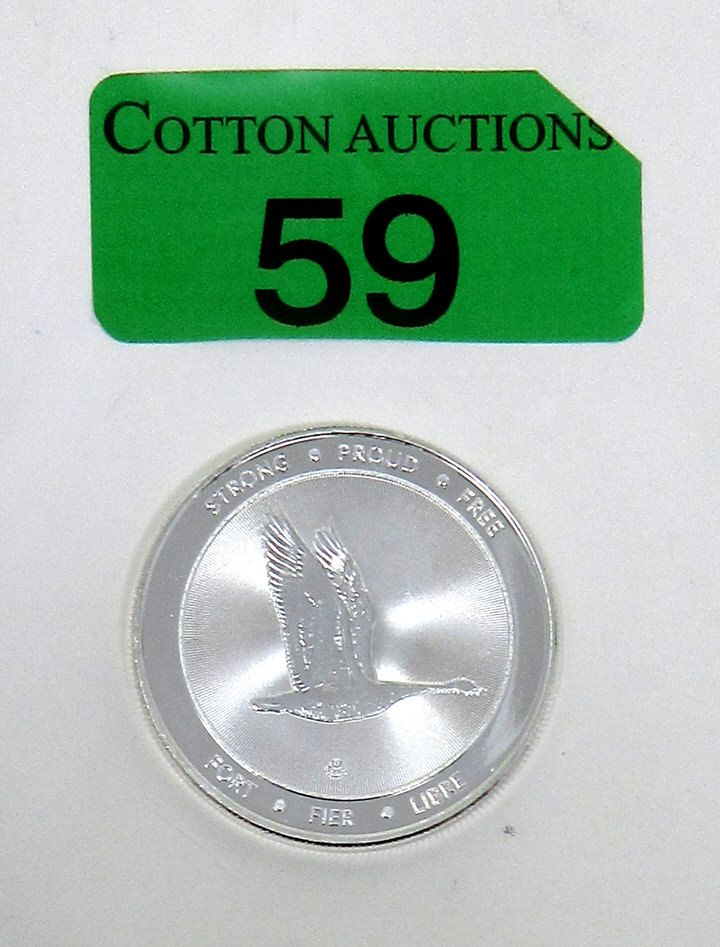 COTTON AUCTIONS
59
STRONG • PROUD • FREE
FORT • FIER • LIBRE